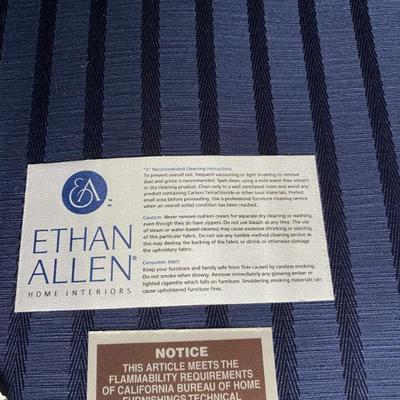 EA
™
ETHAN
ALLEN®
HOME INTERIORS
"S" Recommended Cleaning Instructions
To prevent overall soil, frequent vacuuming or light brushing to remove
dust and grime is recommended. Spot clean, using a mild water-free solvent
or dry cleaning product. Clean only in a well ventilated room and avoid any
product containing Carbon Tetrachloride or other toxic materials. Pretest
small area before proceeding. Use a professional furniture cleaning service
when an overall soiled condition has been reached.
Caution: Never remove cushion covers for separate dry cleaning or washing,
even though they do have zippers. Do not use bleach at any time. The use
of steam or water-based cleaners may cause excessive shrinking or staining
of this particular fabric. Do not use any tumble method cleaning service as
this may destroy the backing of the fabric or shrink or otherwise damage
the upholstery fabric.
Consumer Alert
Keep your furniture and family safe from fires caused by careless smoking.
Do not smoke when drowsy. Remove immediately any glowing ember or
lighted cigarette which falls on furniture. Smoldering smoking materials can
cause upholstered furniture fires.
NOTICE
THIS ARTICLE MEETS THE
FLAMMABILITY REQUIREMENTS
OF CALIFORNIA BUREAU OF HOME
FURNISHINGS TECHNICAL